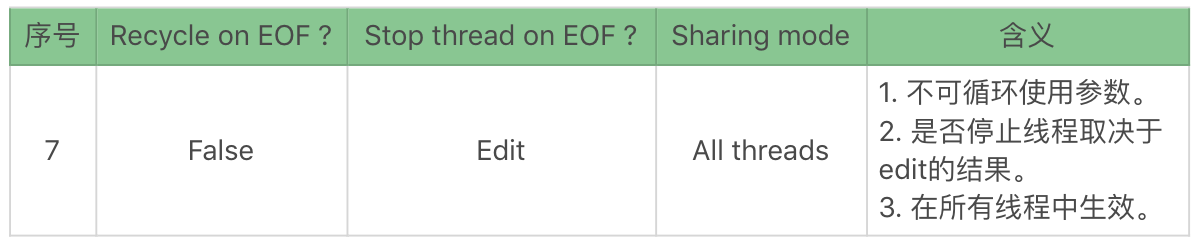 序号 Recycle on EOF ? Stop thread on EOF ? Sharing mode 含义
7 False Edit All threads
1. 不可循环使用参数。
2. 是否停止线程取决于
edit的结果。
3. 在所有线程中生效。